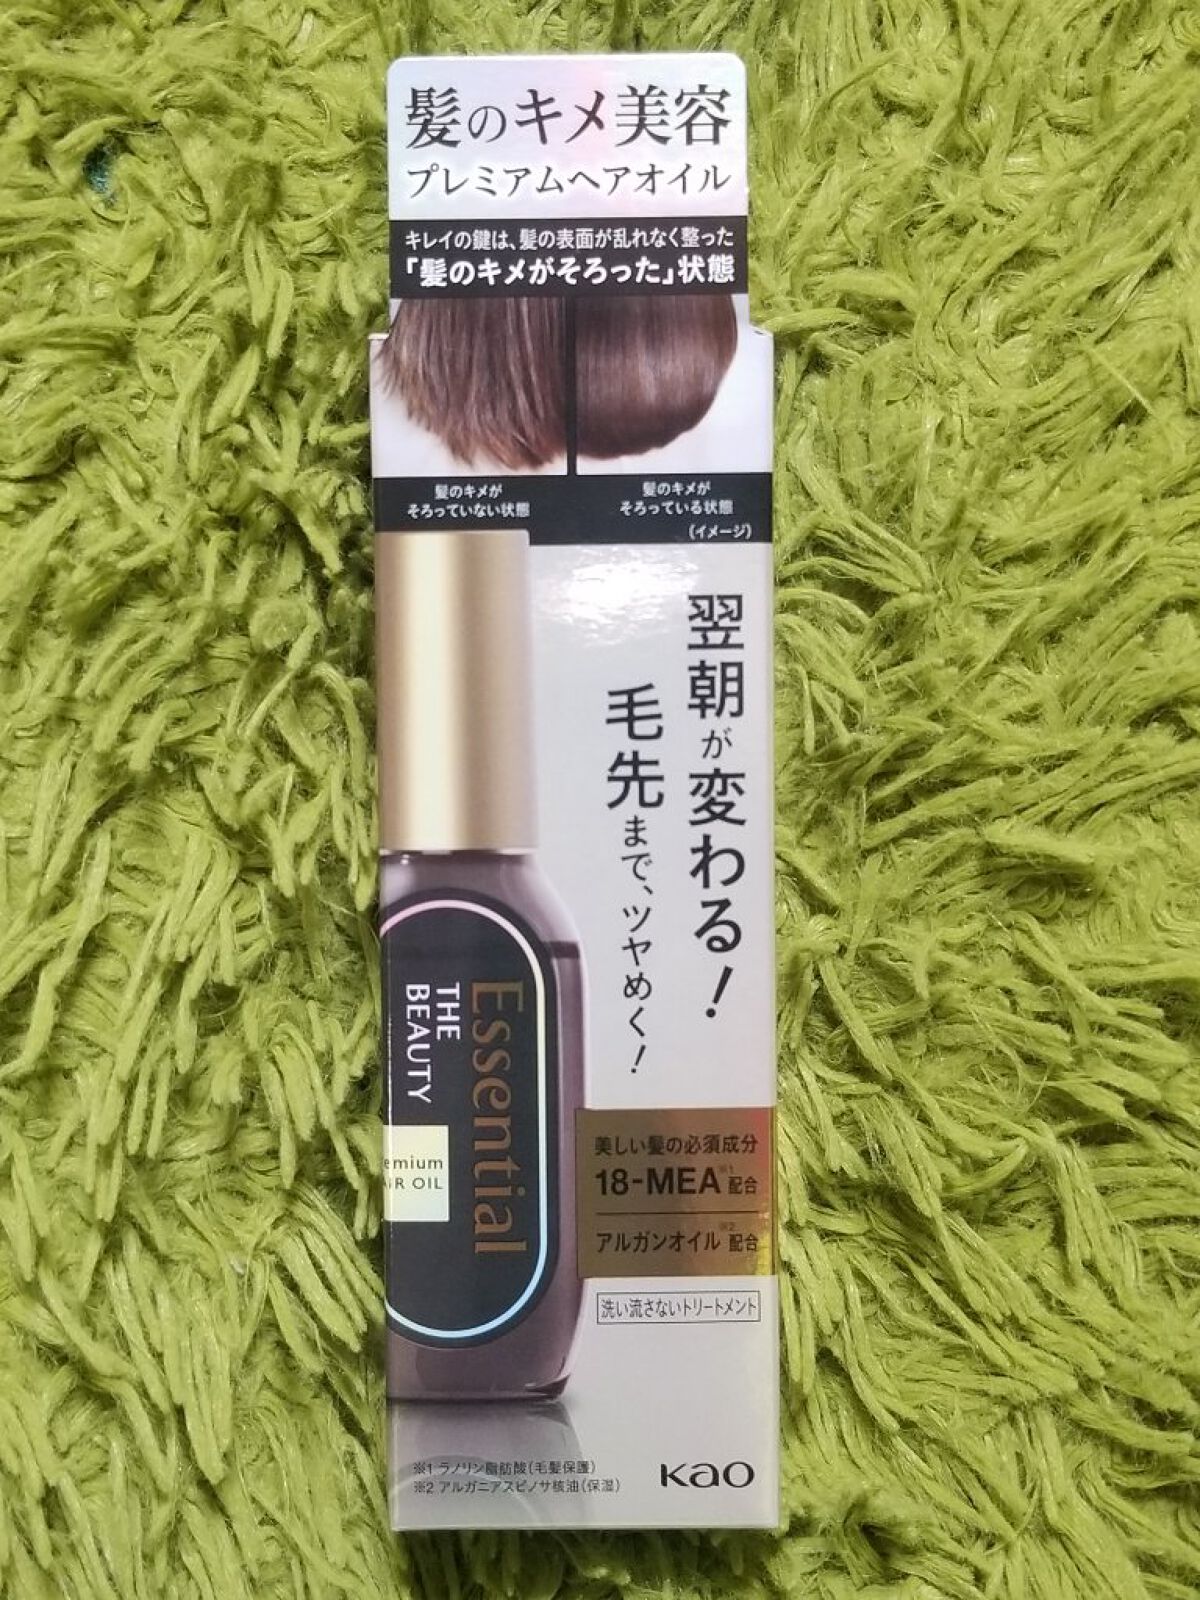 髪のキメ美容
プレミアムヘアオイル
キレイの鍵は、髪の表面が乱れなく整った
「髪のキメがそろった」状態
髪のキメが
そろっていない状態
髪のキメが
そろっている状態
(イメージ)
翌朝が変わる!
毛先まで、ツヤめく!
Essential
THE
BEAUTY
emium
IR OIL
美しい髪の必須成分
18-MEA※1配合
アルガンオイル※2配合
洗い流さないトリートメント
※1 ラノリン脂肪酸(毛髪保護)
※2 アルガニアスピノサ核油(保湿)
Kao